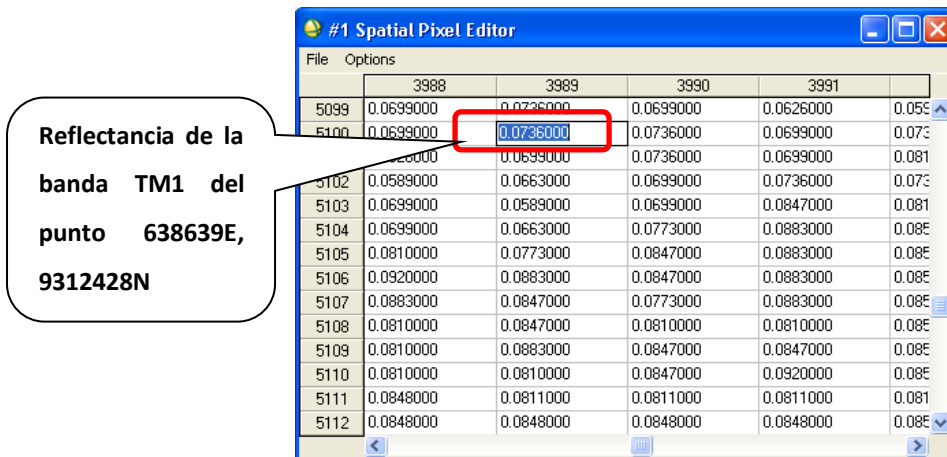 #1 Spatial Pixel Editor
File Options
3988 3989 3990 3991
5099 0.0699000 0.0736000 0.0699000 0.0626000
5100 0.0699000 0.0736000 0.0736000 0.0699000
0.0699000 0.0736000 0.0699000
5102 0.0589000 0.0663000 0.0699000 0.0736000
5103 0.0699000 0.0589000 0.0699000 0.0847000
5104 0.0699000 0.0663000 0.0773000 0.0883000
5105 0.0810000 0.0773000 0.0847000 0.0883000
5106 0.0920000 0.0883000 0.0847000 0.0883000
5107 0.0883000 0.0847000 0.0773000 0.0883000
5108 0.0810000 0.0847000 0.0810000 0.0810000
5109 0.0810000 0.0883000 0.0847000 0.0847000
5110 0.0810000 0.0810000 0.0847000 0.0920000
5111 0.0848000 0.0811000 0.0811000 0.0811000
5112 0.0848000 0.0848000 0.0848000 0.0848000
Reflectancia de la
banda TM1 del
punto 638639E,
9312428N